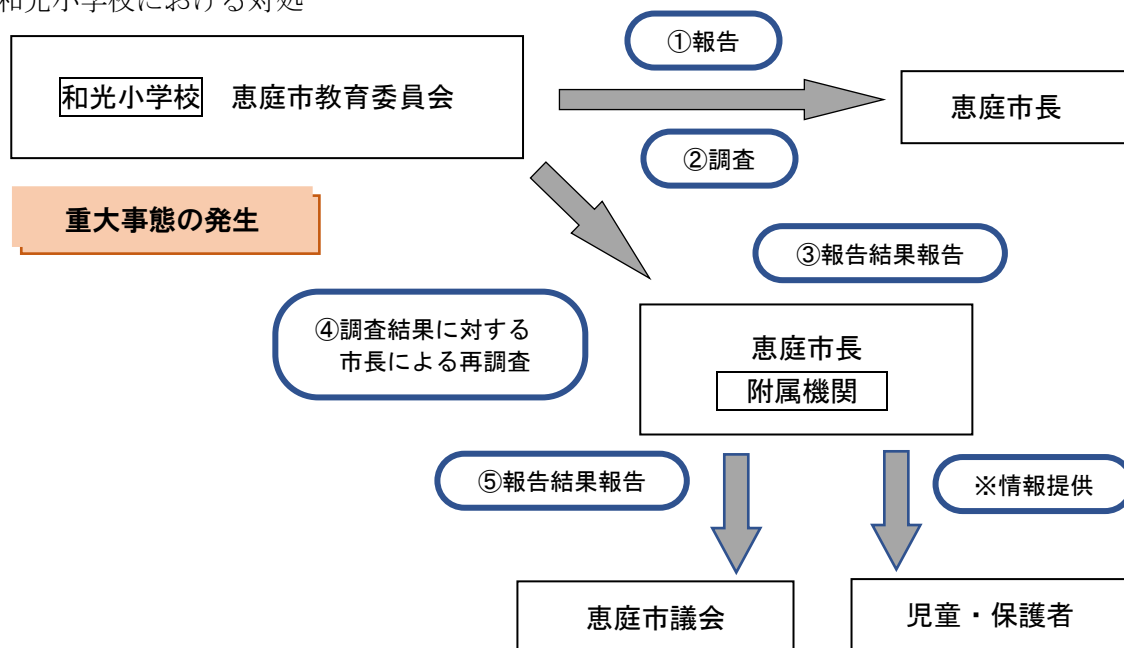 和光小学校における対処
①報告
和光小学校 恵庭市教育委員会
恵庭市長
②調査
重大事態の発生
③報告結果報告
④調査結果に対する
市長による再調査
恵庭市長
附属機関
⑤報告結果報告
※情報提供
恵庭市議会
児童・保護者